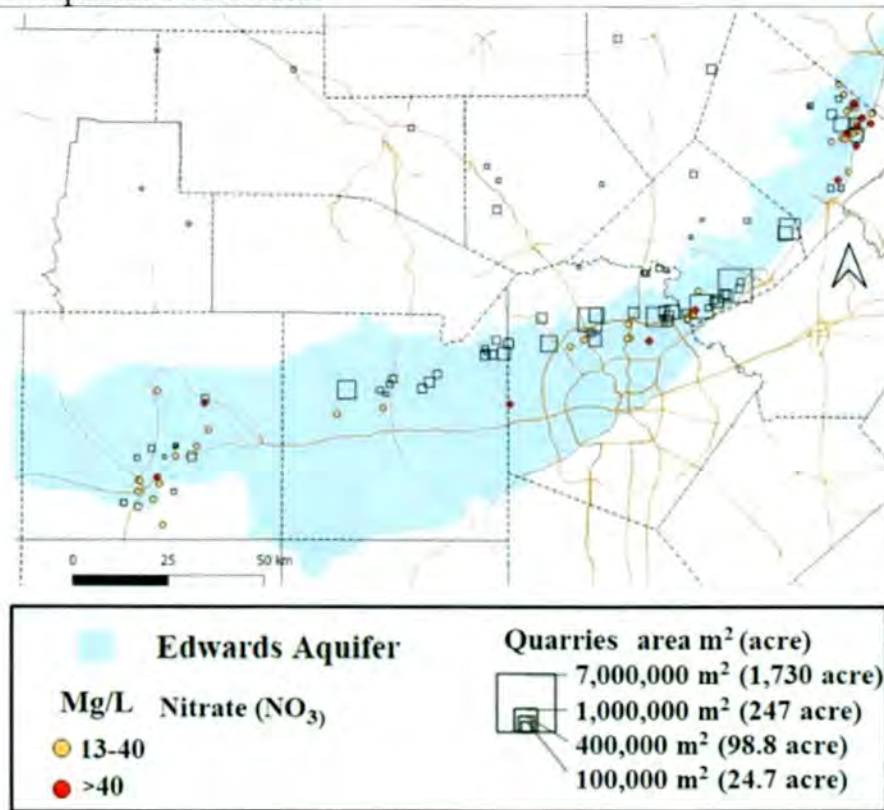 0 25 50 km
Edwards Aquifer
Mg/L Nitrate (NO3)
13-40
>40
Quarries area m² (acre)
7,000,000 m² (1,730 acre)
1,000,000 m² (247 acre)
400,000 m² (98.8 acre)
100,000 m² (24.7 acre)